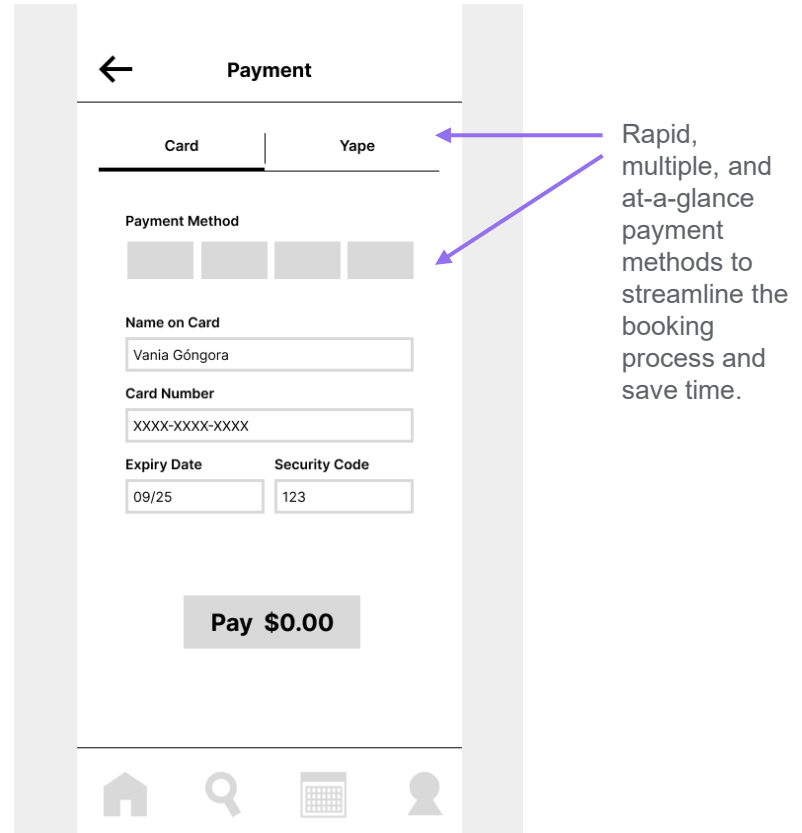 Payment
Card
Yape
Payment Method
Name on Card
Vania Góngora
Card Number
XXXX-XXXX-XXXX
Expiry Date
Security Code
09/25
123
Pay $0.00
Rapid,
multiple, and
at-a-glance
payment
methods to
streamline the
booking
process and
save time.